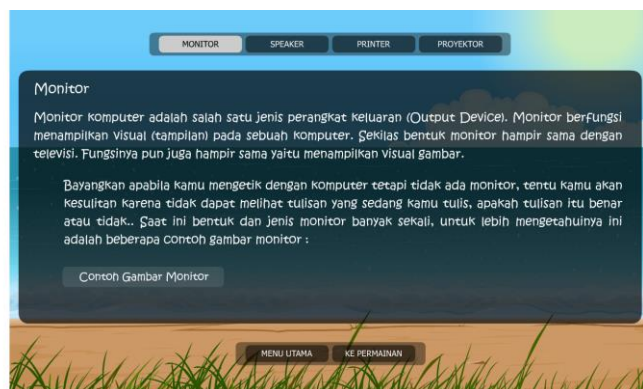 MONITOR SPEAKER PRINTER PROYEKTOR
Monitor
Monitor komputer adalah salah satu jenis perangkat keluaran (Output Device). Monitor berfungsi
menampilkan visual (tampilan) pada sebuah komputer. Sekilas bentuk monitor hampir sama dengan
televisi. Fungsinya pun juga hampir sama yaitu menampilkan visual gambar.
Bayangkan apabila kamu mengetik dengan komputer tetapi tidak ada monitor, tentu kamu akan
kesulitan karena tidak dapat melihat tulisan yang sedang kamu tulis, apakah tulisan itu benar
atau tidak.. Saat ini bentuk dan jenis monitor banyak sekali, untuk lebih mengetahuinya ini
adalah beberapa contoh gambar monitor :
Contoh Gambar Monitor
MENU UTAMA KE PERMAINAN